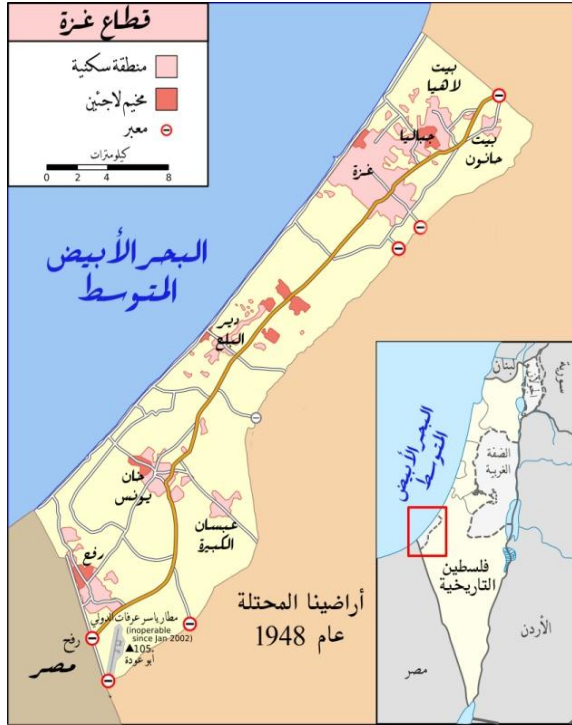 قطاع غزة
منطقة سكنية
مخيم لاجئين
معبر
كيلومترات
0 2 4 8
البحر الأبيض
المتوسط
بيت
لاهيا
جباليا
بيت
حانون
غزة
دير
البلح
خان
يونس
عبسان
الكبيرة
رفح
مطار ياسر عرفات الدولي
(inoperable
since Jan 2002)
105
أبو عودة
رفح
مصر
أراضينا المحتلة
عام 1948
لبنان
سورية
الجولان
البحر الأبيض
المتوسط
الضفة
الغربية
فلسطين
التاريخية
الأردن
مصر